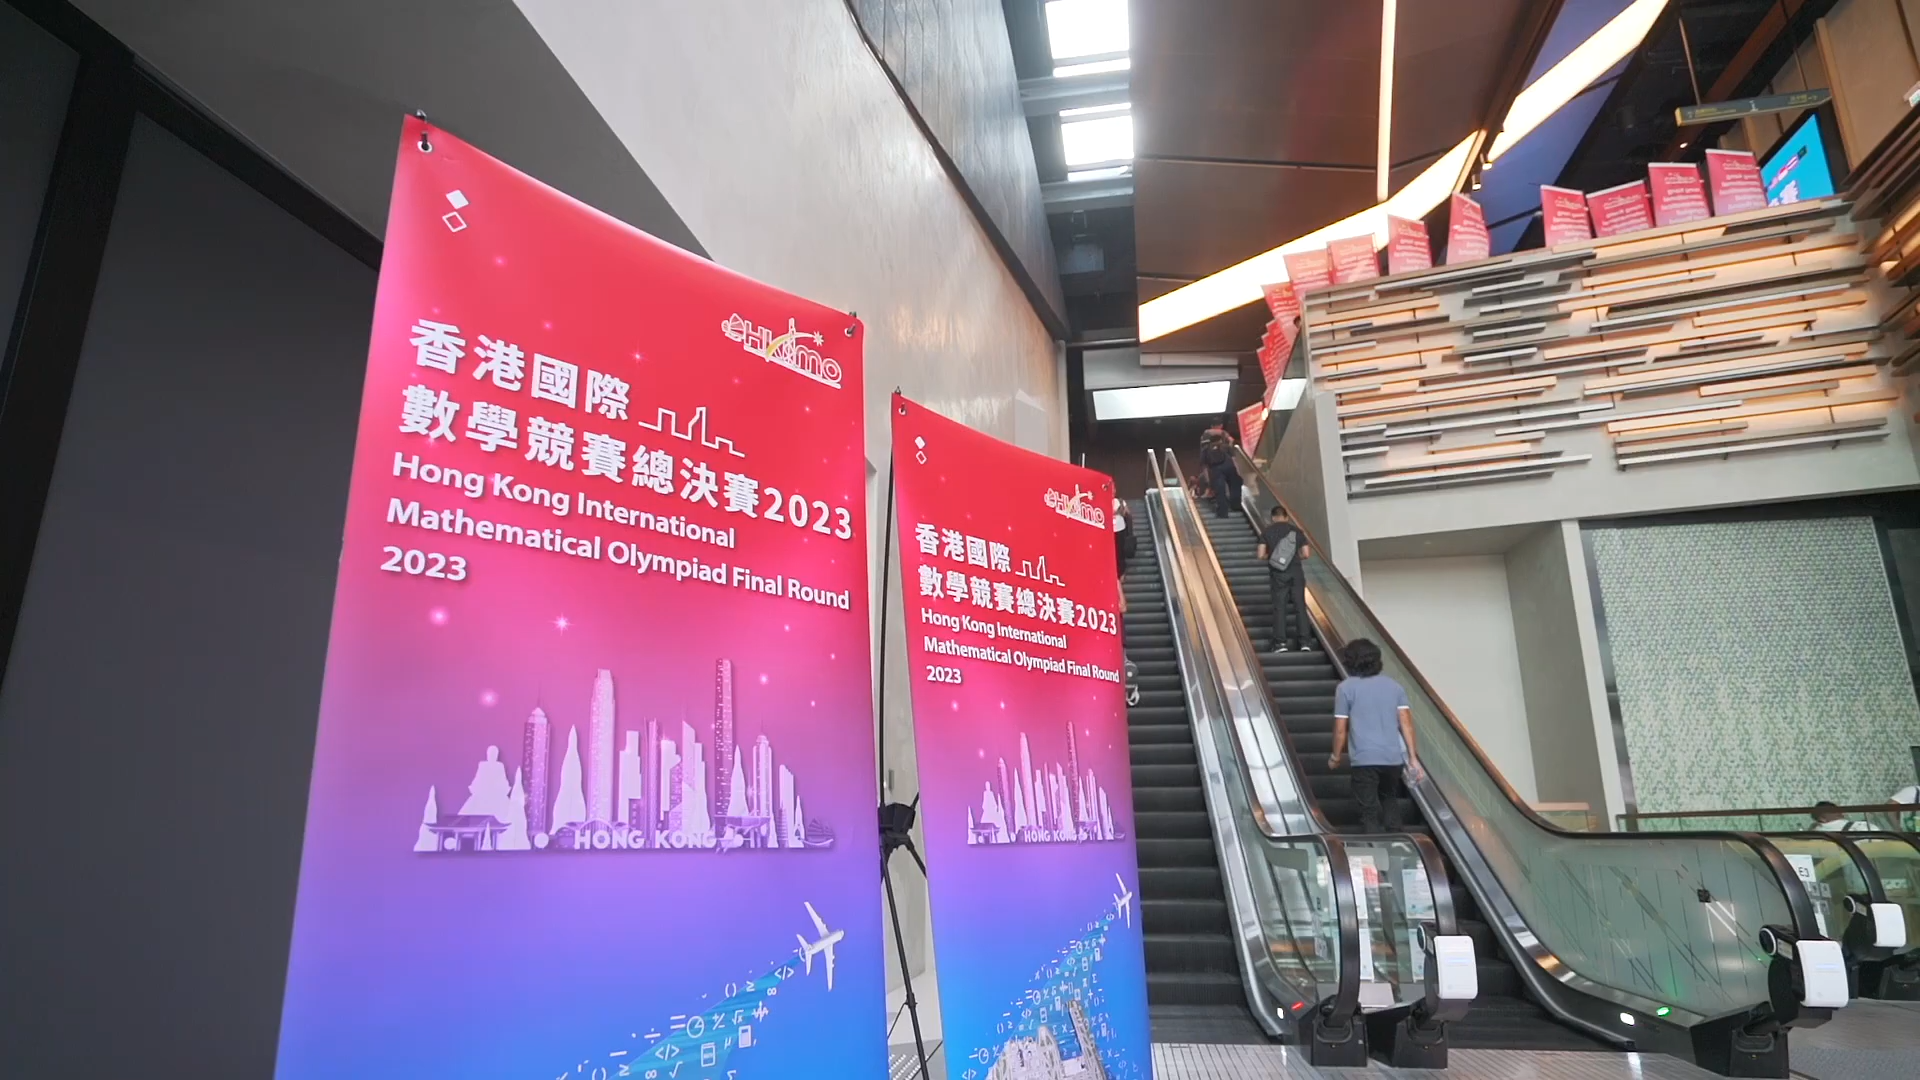 HKIMO
香港國際
數學競賽總決賽2023
Hong Kong International
Mathematical Olympiad Final Round
2023
HONG KONG
HKIMO
香港國際
數學競賽總決賽2023
Hong Kong International
Mathematical Olympiad Final Round
2023
HONG KONG
E3